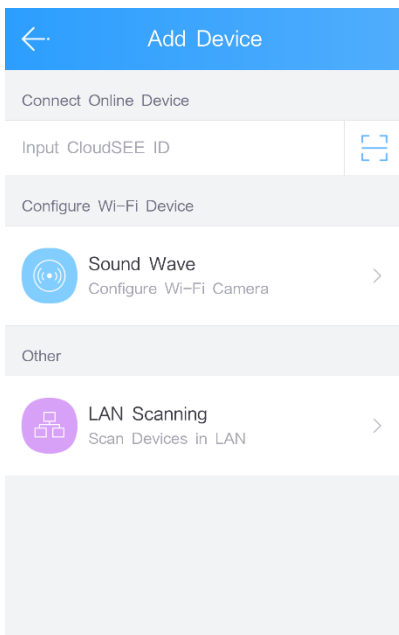 Add Device
Connect Online Device
Input CloudSEE ID
Configure Wi-Fi Device
Sound Wave
Configure Wi-Fi Camera
Other
LAN Scanning
Scan Devices in LAN